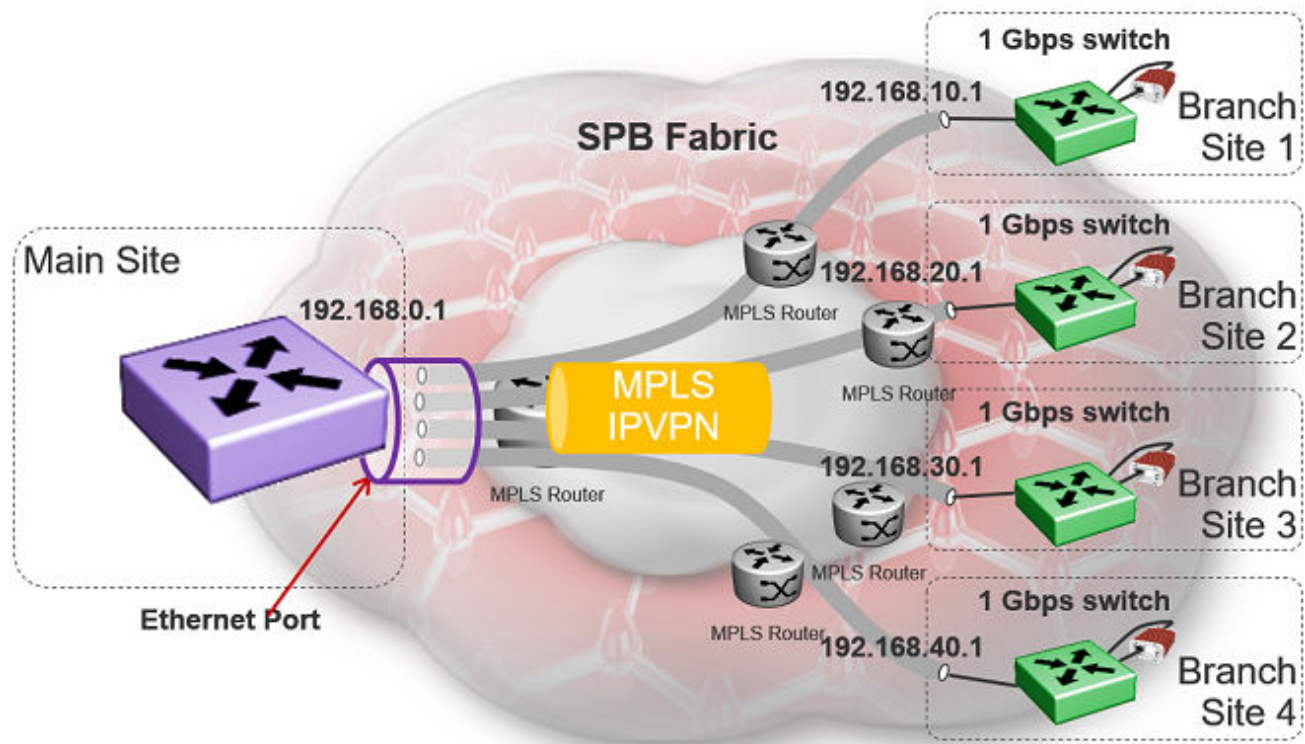 1 Gbps switch
192.168.10.1
Branch
Site 1
SPB Fabric
Main Site
192.168.0.1
MPLS Router
1 Gbps switch
192.168.20.1
Branch
Site 2
MPLS Router
MPLS
IPVPN
MPLS Router
1 Gbps switch
192.168.30.1
Branch
Site 3
MPLS Router
Ethernet Port
MPLS Router
1 Gbps switch
192.168.40.1
Branch
Site 4